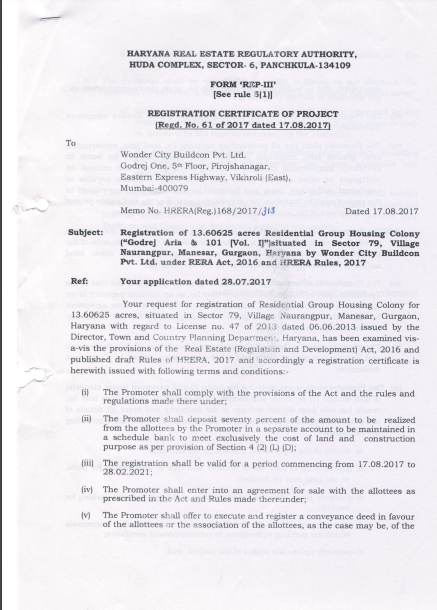 HARYANA REAL ESTATE REGULATORY AUTHORITY,
HUDA COMPLEX, SECTOR- 6, PANCHKULA-134109
FORM 'REP-III'
[See rule 5(1)]
REGISTRATION CERTIFICATE OF PROJECT
(Regd. No. 61 of 2017 dated 17.08.2017)
To
Wonder City Buildcon Pvt. Ltd.
Godrej One, 5th Floor, Pirojshanagar,
Eastern Express Highway, Vikhroli (East),
Mumbai-400079
Memo No. HRERA(Reg.)168/2017/315 Dated 17.08.2017
Subject: Registration of 13.60625 acres Residential Group Housing Colony
("Godrej Aria & 101 [Vol. I]")situated in Sector 79, Village
Naurangpur, Manesar, Gurgaon, Haryana by Wonder City Buildcon
Pvt. Ltd. under RERA Act, 2016 and HRERA Rules, 2017
Ref: Your application dated 28.07.2017
Your request for registration of Residential Group Housing Colony for
13.60625 acres, situated in Sector 79, Village Naurangpur, Manesar, Gurgaon,
Haryana with regard to License no. 47 of 2013 dated 06.06.2013 issued by the
Director, Town and Country Planning Department, Haryana, has been examined vis-
a-vis the provisions of the Real Estate (Regulation and Development) Act, 2016 and
published draft Rules of HRERA, 2017 and accordingly a registration certificate is
herewith issued with following terms and conditions:-
(i) The Promoter shall comply with the provisions of the Act and the rules and
regulations made there under;
(ii) The Promoter shall deposit seventy percent of the amount to be realized
from the allottees by the Promoter in a separate account to be maintained in
a schedule bank to meet exclusively the cost of land and construction
purpose as per provision of Section 4 (2) (L) (D);
(iii) The registration shall be valid for a period commencing from 17.08.2017 to
28.02.2021;
(iv) The Promoter shall enter into an agreement for sale with the allottees as
prescribed in the Act and Rules made thereunder;
(v) The Promoter shall offer to execute and register a conveyance deed in favour
of the allottees or the association of the allottees, as the case may be, of the